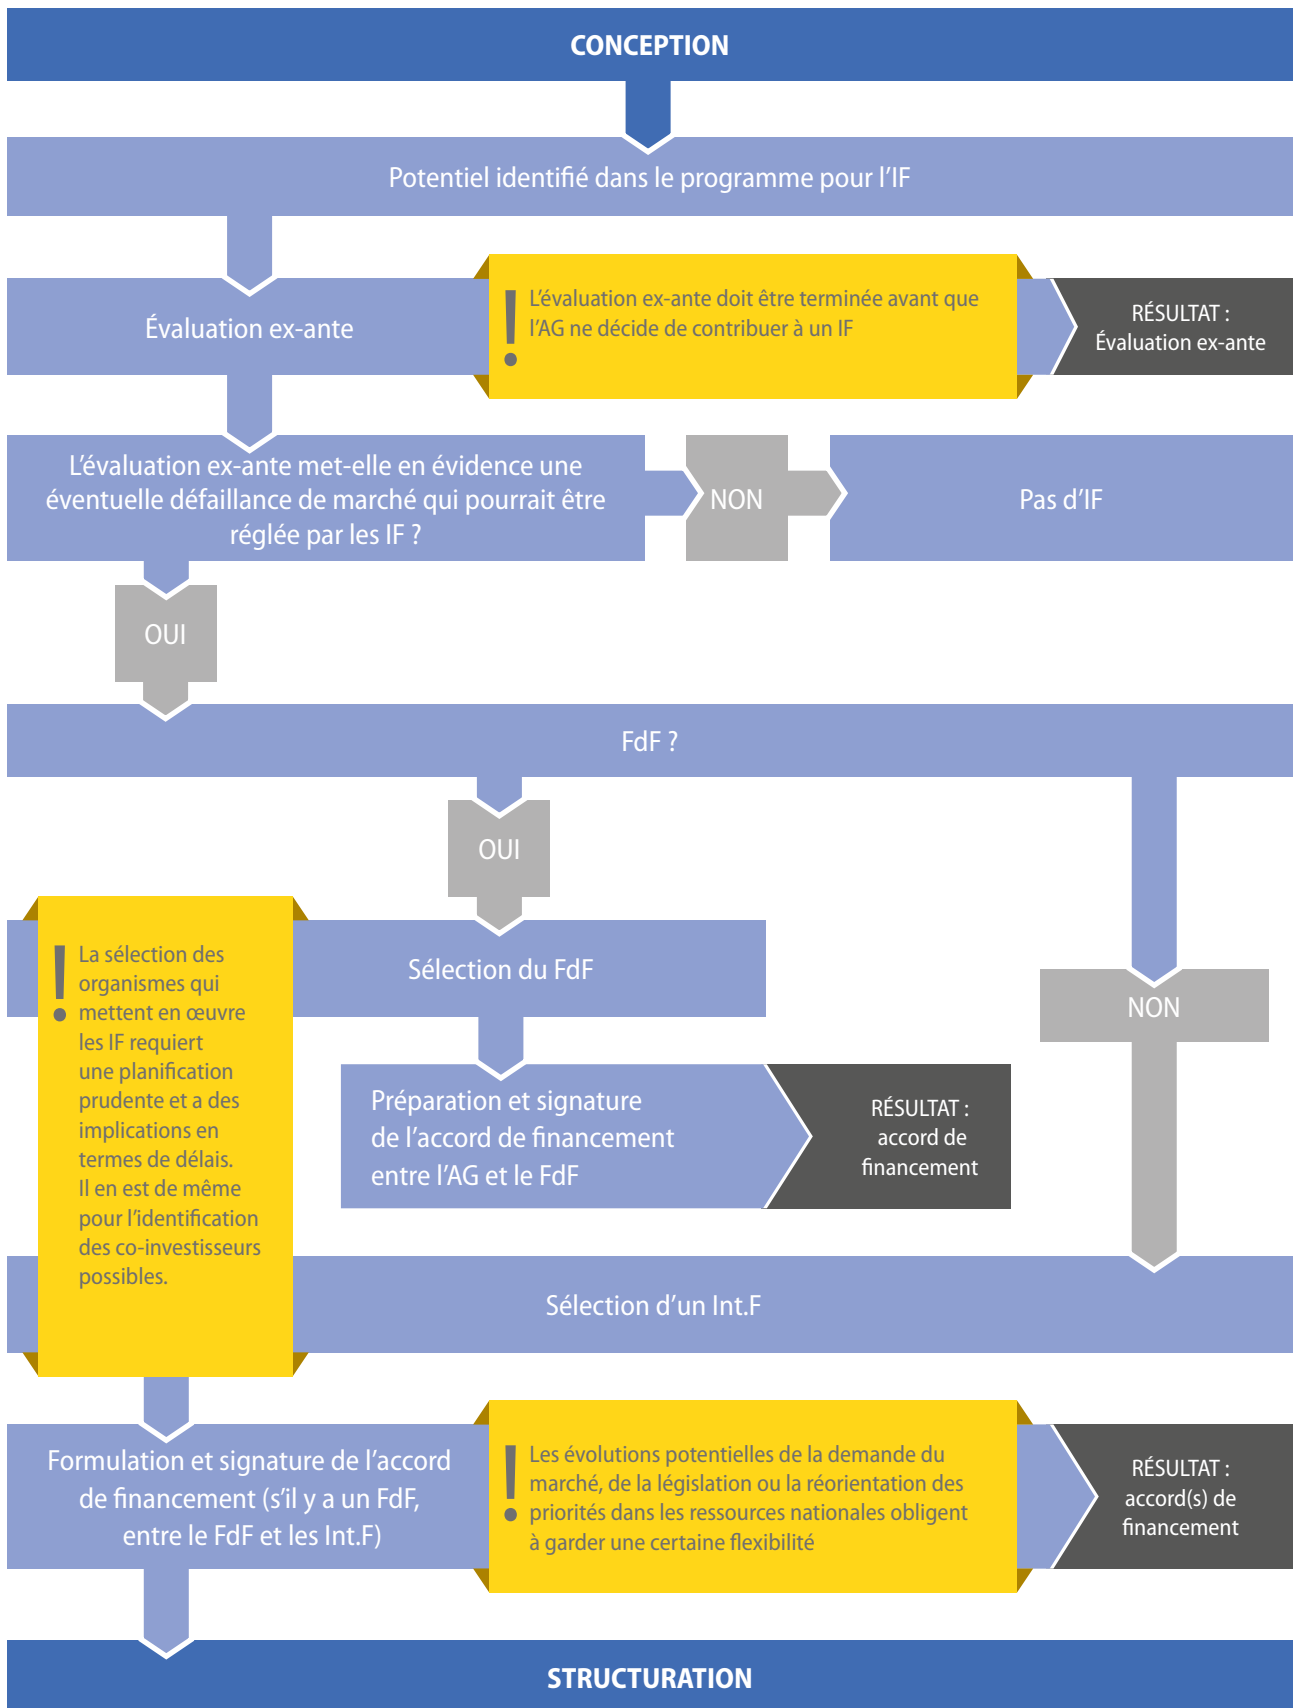 CONCEPTION
Potentiel identifié dans le programme pour l’IF
Évaluation ex-ante
!
L’évaluation ex-ante doit être terminée avant que
l’AG ne décide de contribuer à un IF
RÉSULTAT :
Évaluation ex-ante
L’évaluation ex-ante met-elle en évidence une
éventuelle défaillance de marché qui pourrait être
réglée par les IF ?
NON
Pas d’IF
OUI
FdF ?
OUI
NON
!
La sélection des
organismes qui
mettent en œuvre
les IF requiert
une planification
prudente et a des
implications en
termes de délais.
Il en est de même
pour l’identification
des co-investisseurs
possibles.
Sélection du FdF
Préparation et signature
de l’accord de financement
entre l’AG et le FdF
RÉSULTAT :
accord de
financement
Sélection d’un Int.F
Formulation et signature de l’accord
de financement (s’il y a un FdF,
entre le FdF et les Int.F)
!
Les évolutions potentielles de la demande du
marché, de la législation ou la réorientation des
priorités dans les ressources nationales obligent
à garder une certaine flexibilité
RÉSULTAT :
accord(s) de
financement
STRUCTURATION